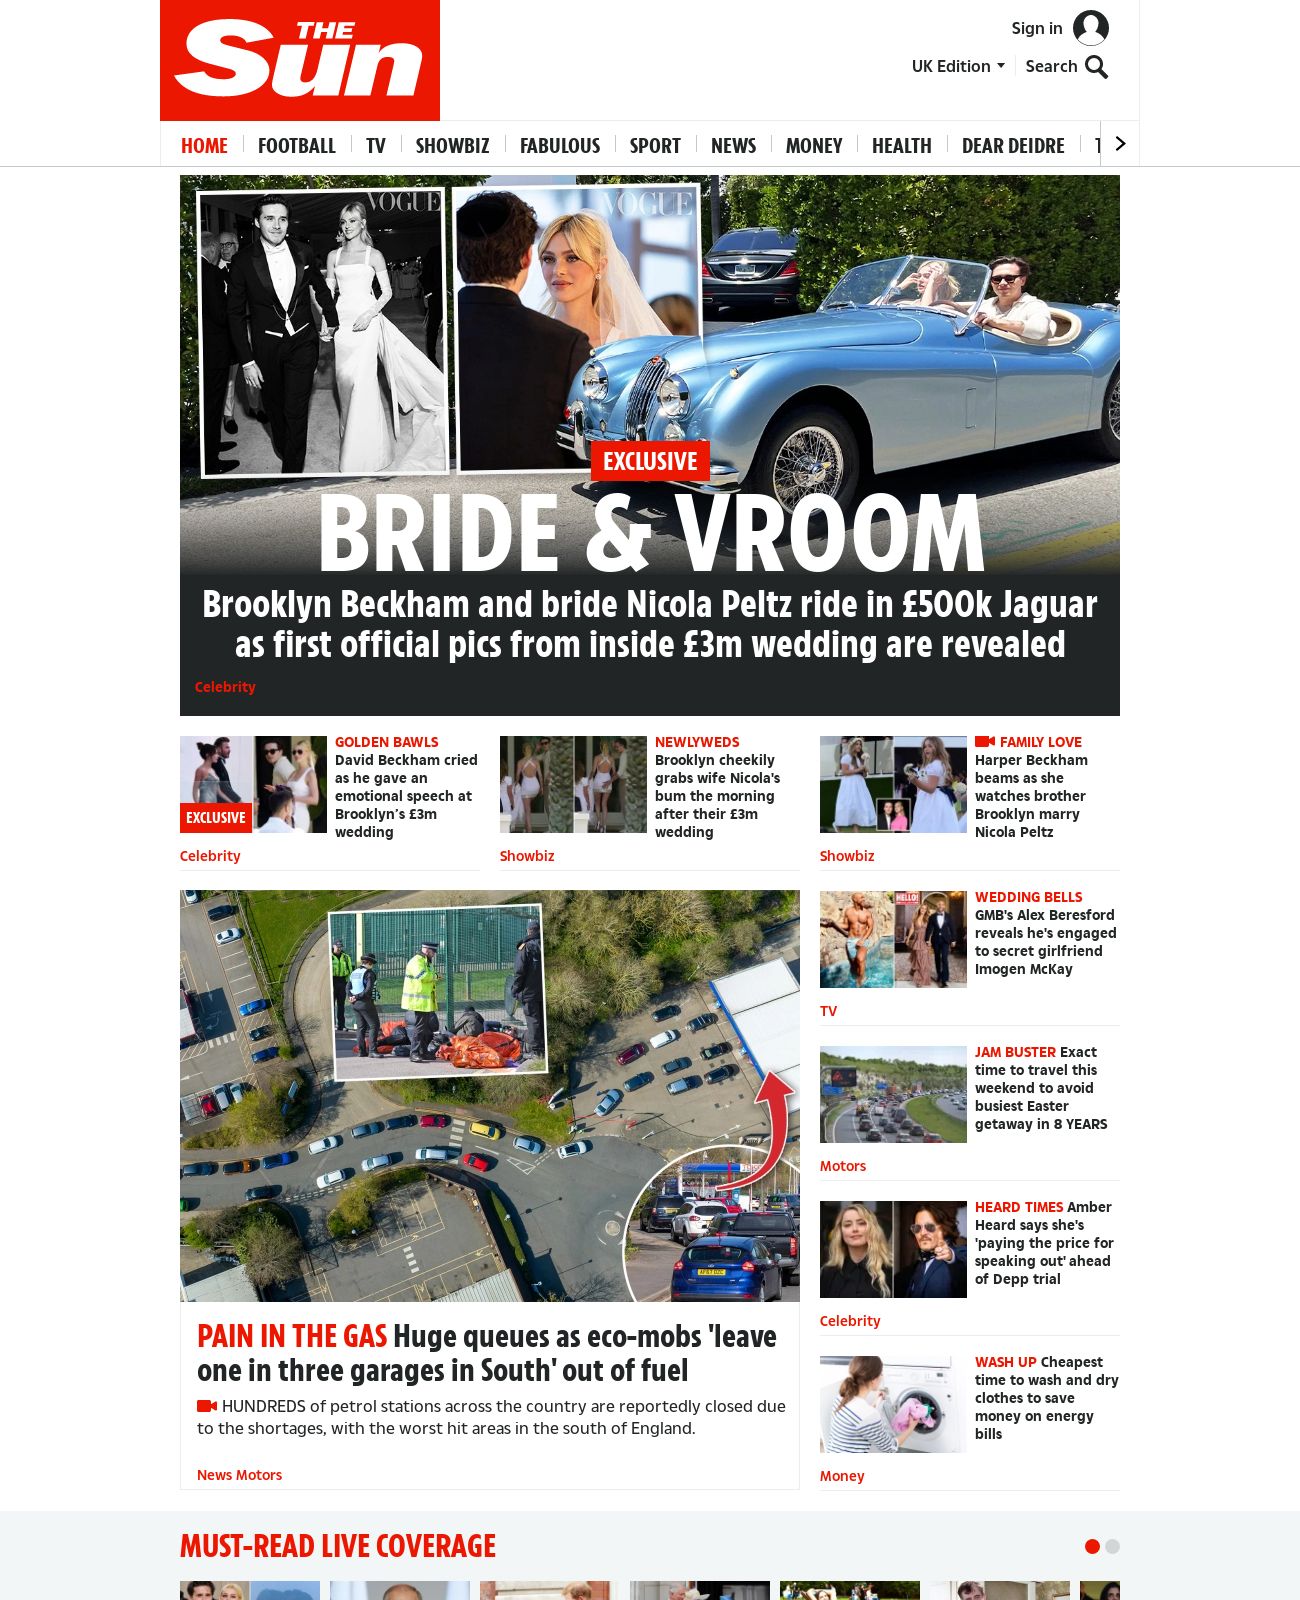 THE
Sun
Sign in
UK Edition
Search
HOME
FOOTBALL
TV
SHOWBIZ
FABULOUS
SPORT
NEWS
MONEY
HEALTH
DEAR DEIDRE
VOGUE
VOGUE
EXCLUSIVE
BRIDE & VROOM
Brooklyn Beckham and bride Nicola Peltz ride in £500k Jaguar
as first official pics from inside £3m wedding are revealed
Celebrity
EXCLUSIVE
GOLDEN BAWLS
David Beckham cried
as he gave an
emotional speech at
Brooklyn’s £3m
wedding
Celebrity
NEWLYWEDS
Brooklyn cheekily
grabs wife Nicola's
bum the morning
after their £3m
wedding
Showbiz
FAMILY LOVE
Harper Beckham
beams as she
watches brother
Brooklyn marry
Nicola Peltz
Showbiz
PAIN IN THE GAS Huge queues as eco-mobs 'leave
one in three garages in South' out of fuel
HUNDREDS of petrol stations across the country are reportedly closed due
to the shortages, with the worst hit areas in the south of England.
News Motors
HELLO!
WEDDING BELLS
GMB's Alex Beresford
reveals he's engaged
to secret girlfriend
Imogen McKay
TV
JAM BUSTER Exact
time to travel this
weekend to avoid
busiest Easter
getaway in 8 YEARS
Motors
HEARD TIMES Amber
Heard says she's
'paying the price for
speaking out' ahead
of Depp trial
Celebrity
WASH UP Cheapest
time to wash and dry
clothes to save
money on energy
bills
Money
MUST-READ LIVE COVERAGE